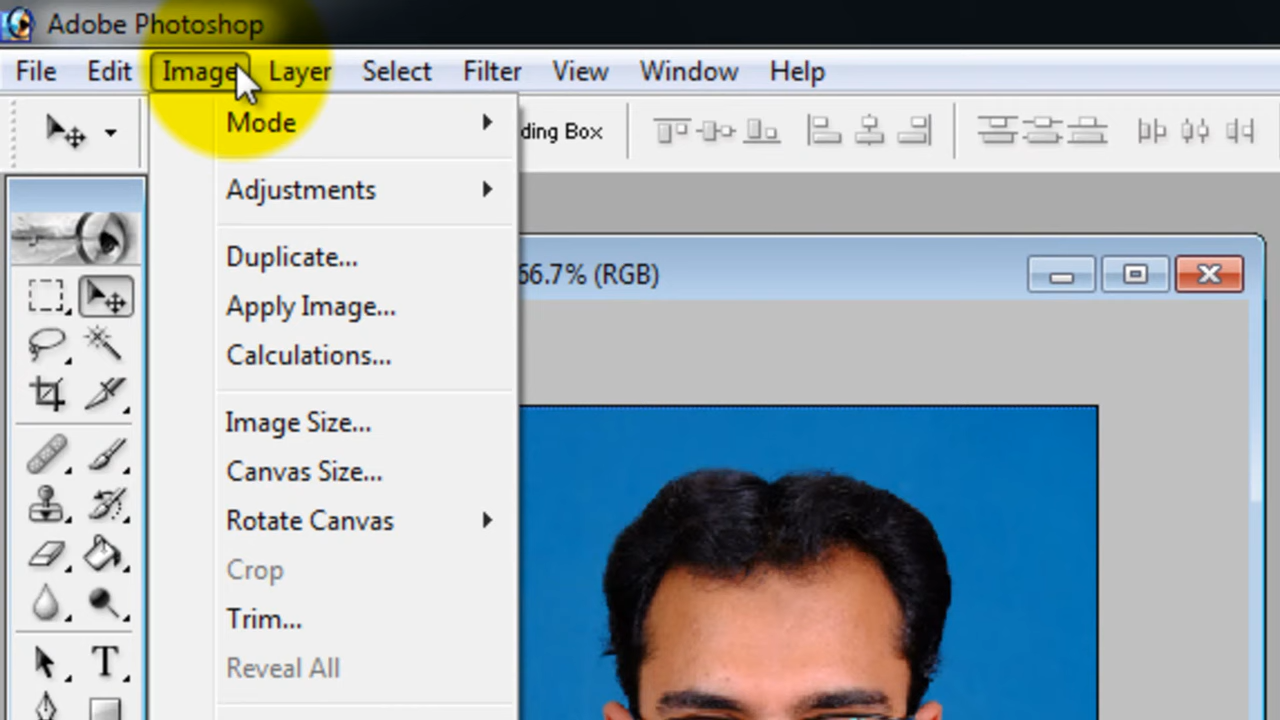 Adobe Photoshop
File Edit Image Layer Select Filter View Window Help
Mode
ding Box
Adjustments
Duplicate...
66.7% (RGB)
Apply Image...
Calculations...
Image Size...
Canvas Size...
Rotate Canvas
Crop
Trim...
T
Reveal All